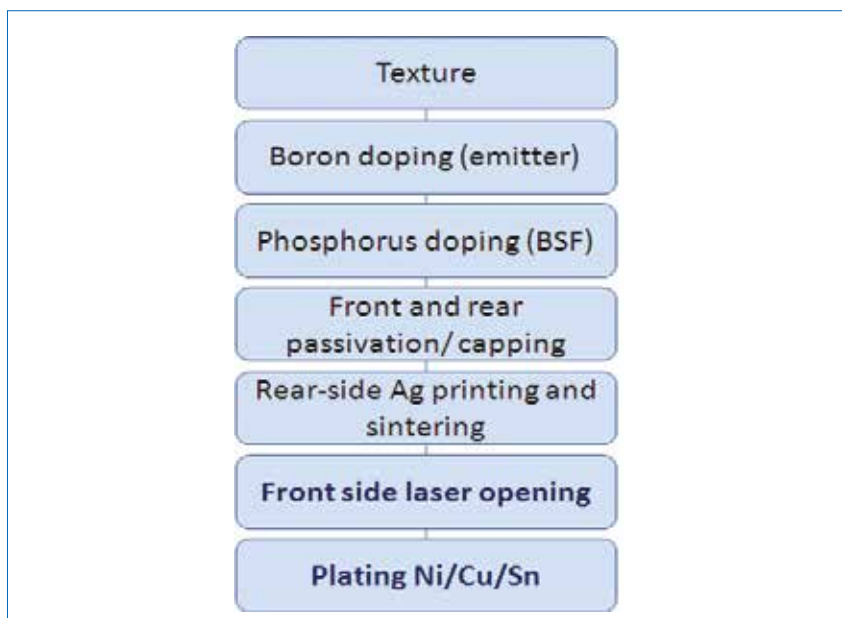 Texture
Boron doping (emitter)
Phosphorus doping (BSF)
Front and rear
passivation/ capping
Rear-side Ag printing and
sintering
Front side laser opening
Plating Ni/Cu/Sn